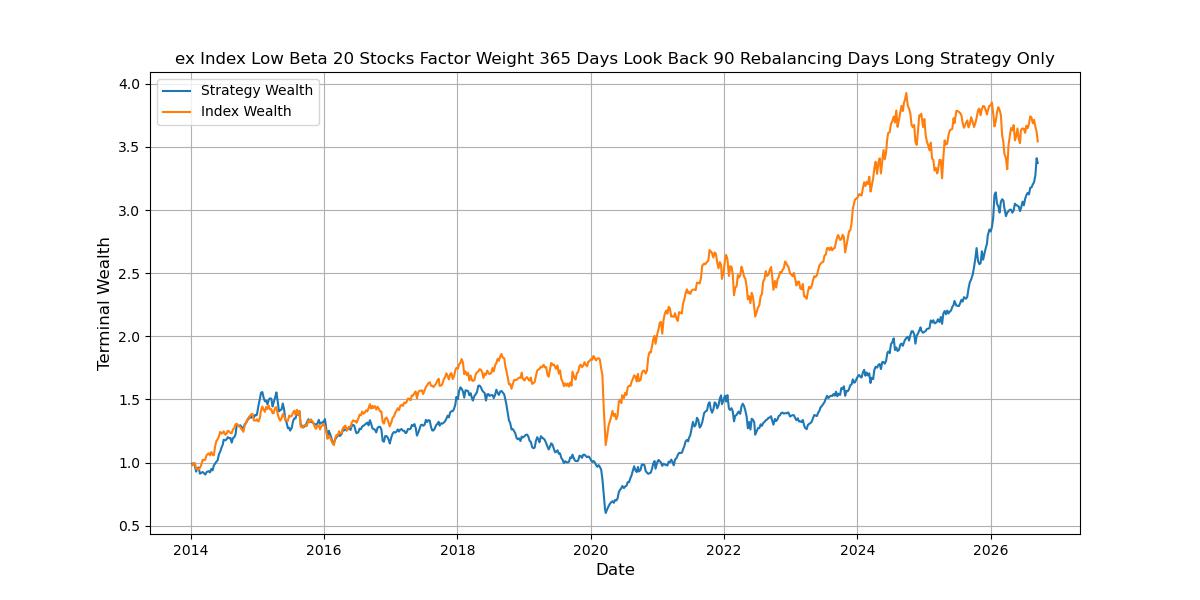 ex Index Low Beta 20 Stocks Factor Weight 365 Days Look Back 90 Rebalancing Days Long Strategy Only
Strategy Wealth
Index Wealth
Terminal Wealth
4.0
3.5
3.0
2.5
2.0
1.5
1.0
0.5
2014 2016 2018 2020 2022 2024 2026
Date